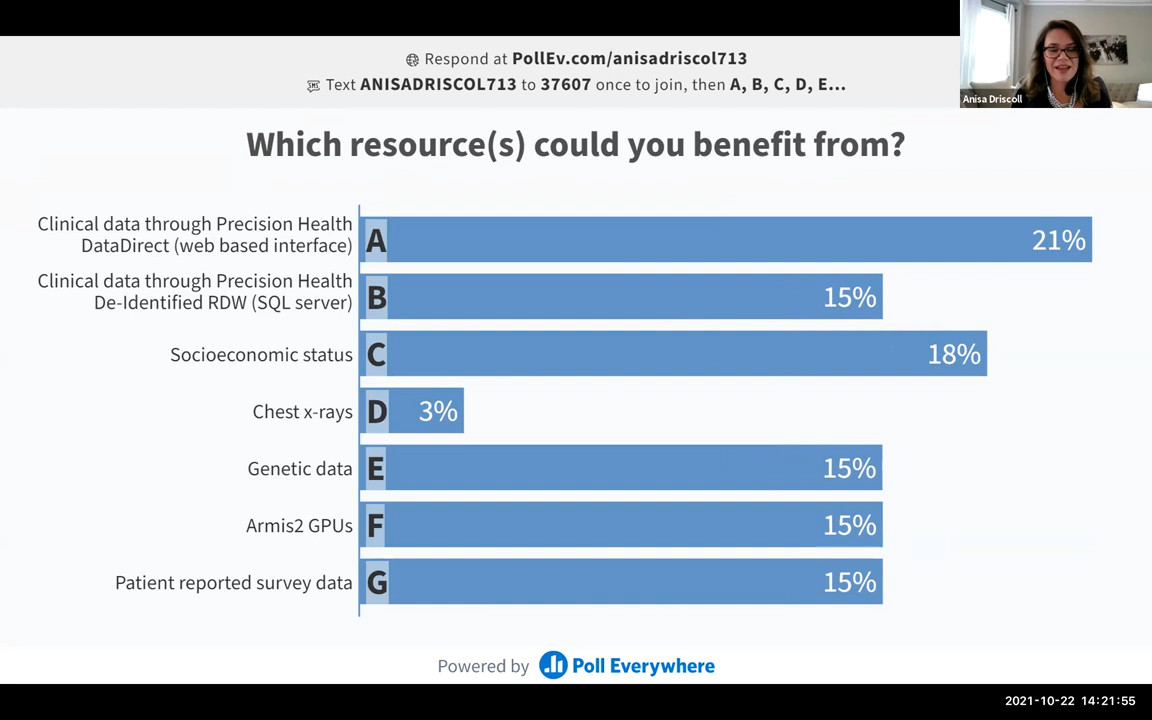 Respond at PollEv.com/anisadriscol713
Text ANISADRISCOL713 to 37607 once to join, then A, B, C, D, E...
Anisa Driscoll
Which resource(s) could you benefit from?
Clinical data through Precision Health
DataDirect (web based interface)
A
21%
Clinical data through Precision Health
De-Identified RDW (SQL server)
B
15%
Socioeconomic status
C
18%
Chest x-rays
D
3%
Genetic data
E
15%
Armis2 GPUs
F
15%
Patient reported survey data
G
15%
Powered by Poll Everywhere
2021-10-22 14:21:55